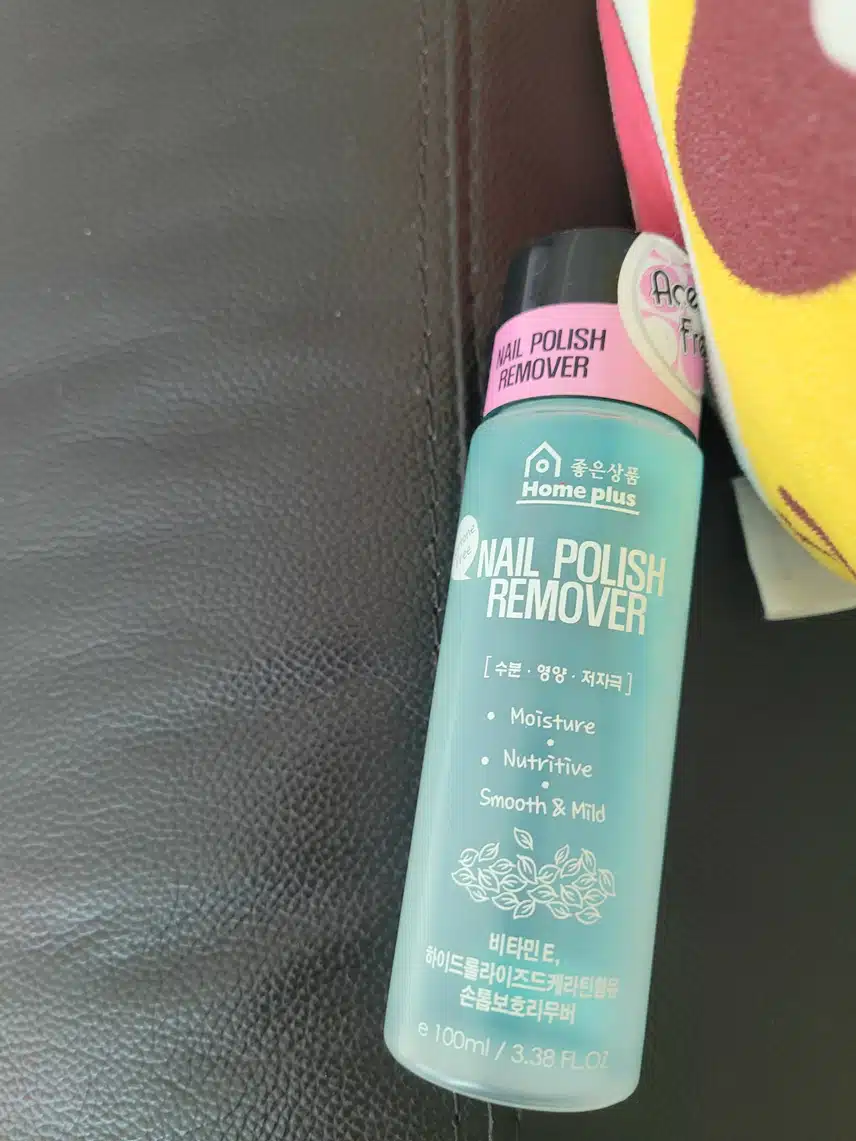 NAIL POLISH
REMOVER
좋은상품
Home plus
NAIL POLISH
REMOVER
[수분·영양·저자극]
• Moisture
• Nutritive
Smooth & Mild
비타민E,
하이드롤라이즈드케라틴함유
손톱보호리무버
e 100ml / 3.38 FL.OZ